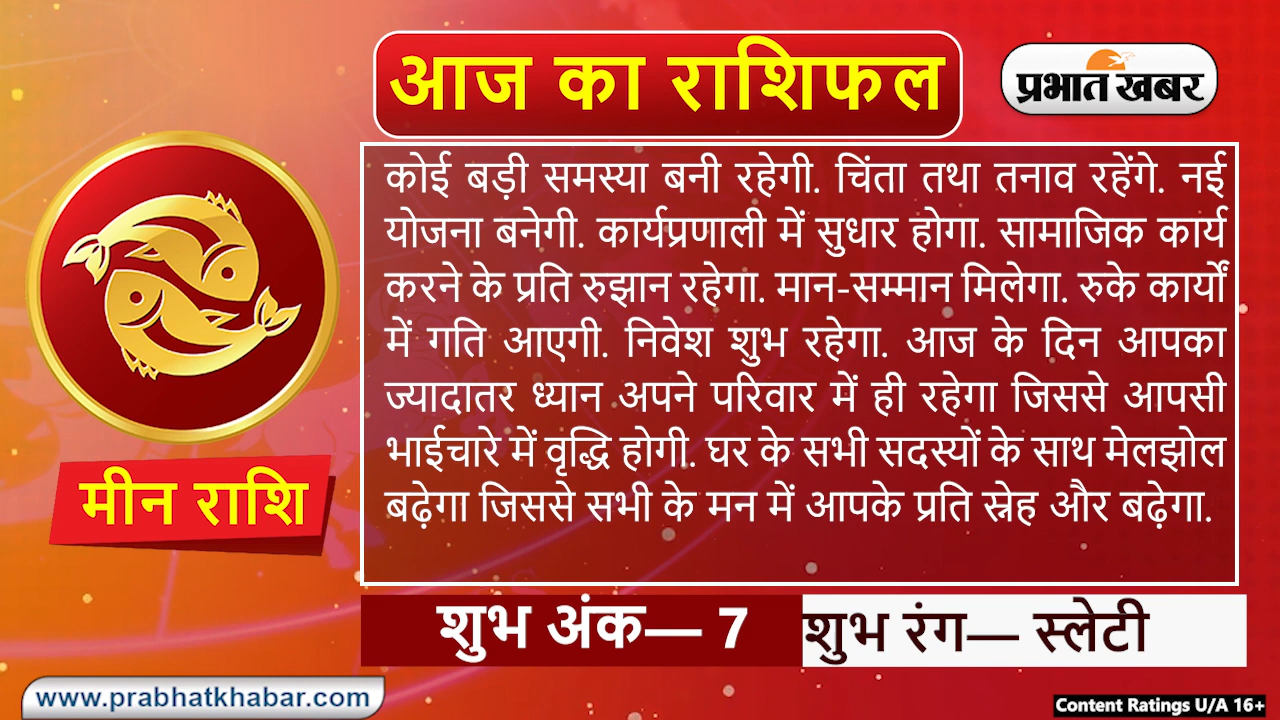 आज का राशिफल
प्रभात खबर
कोई बड़ी समस्या बनी रहेगी. चिंता तथा तनाव रहेंगे. नई
योजना बनेगी. कार्यप्रणाली में सुधार होगा. सामाजिक कार्य
करने के प्रति रुझान रहेगा. मान-सम्मान मिलेगा. रुके कार्यों
में गति आएगी. निवेश शुभ रहेगा. आज के दिन आपका
ज्यादातर ध्यान अपने परिवार में ही रहेगा जिससे आपसी
भाईचारे में वृद्धि होगी. घर के सभी सदस्यों के साथ मेलझोल
बढ़ेगा जिससे सभी के मन में आपके प्रति स्नेह और बढ़ेगा.
मीन राशि
शुभ अंक— 7
शुभ रंग— स्लेटी
www.prabhatkhabar.com
Content Ratings U/A 16+